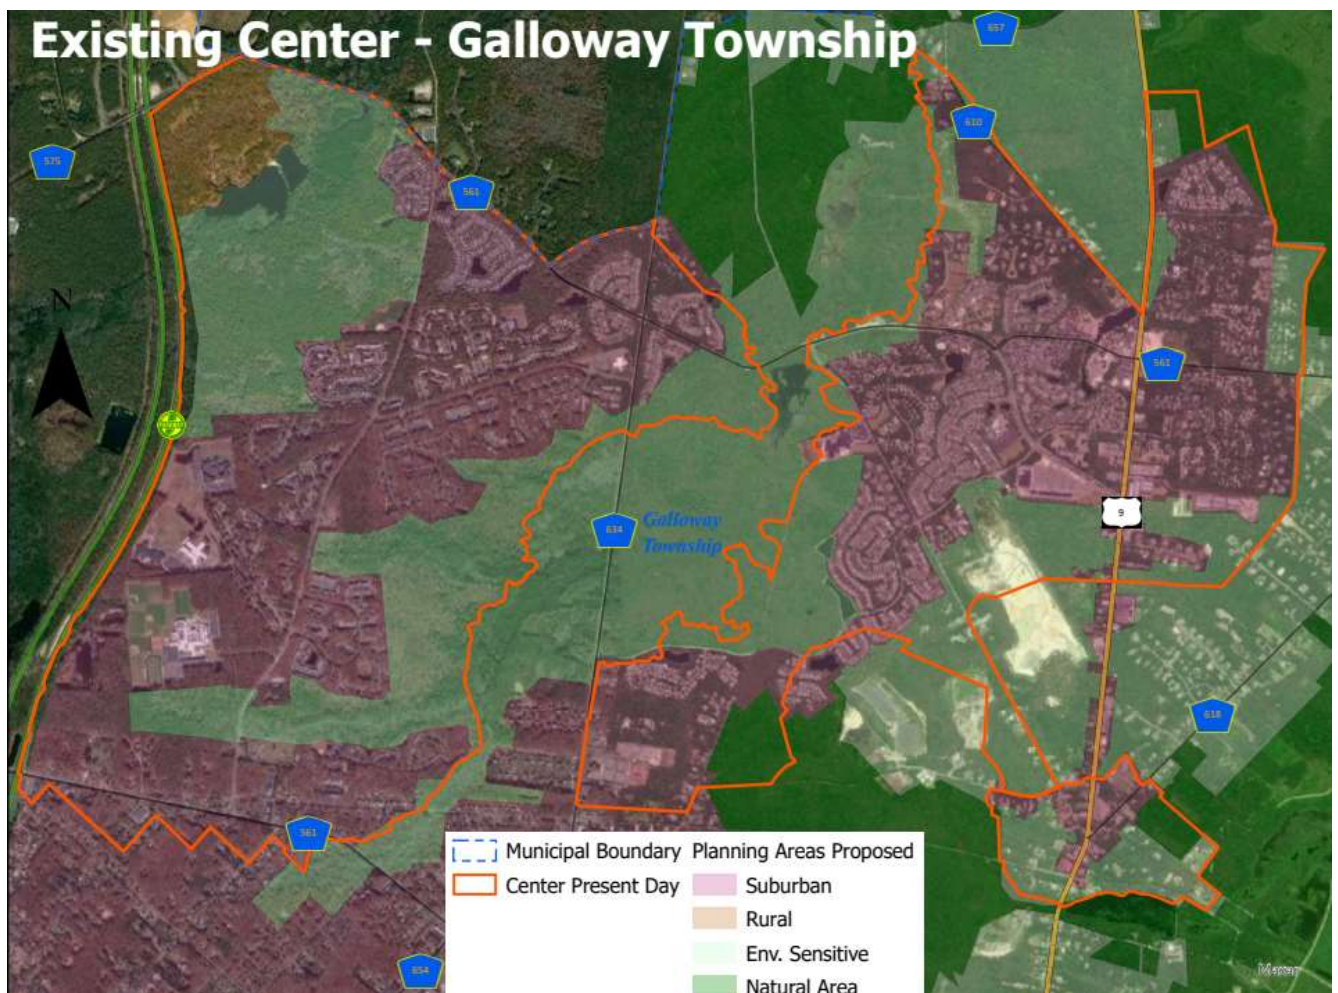 Existing Center - Galloway Township
657
610
575
561
N
561
9
634
Galloway
Township
618
561
654
Municipal Boundary
Center Present Day
Planning Areas Proposed
Suburban
Rural
Env. Sensitive
Natural Area